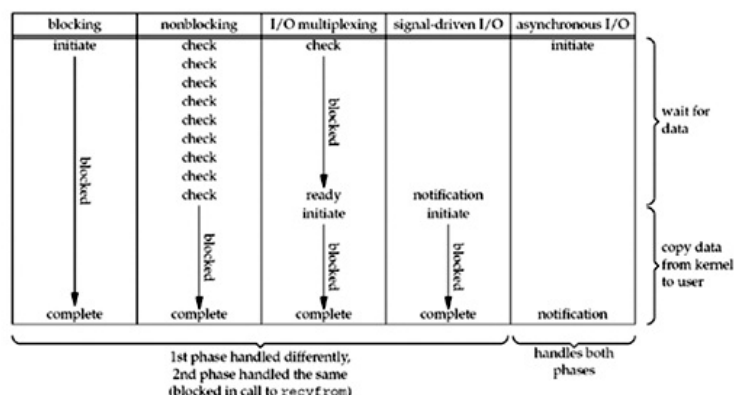 blocking nonblocking I/O multiplexing signal-driven I/O asynchronous I/O
initiate check check initiate
check
check
check
check
check
check
check
check ready notification
initiate initiate
blocked
blocked
blocked
blocked
blocked
complete complete complete complete notification
wait for
data
copy data
from kernel
to user
1st phase handled differently,
2nd phase handled the same
(blocked in call to recvfrom)
handles both
phases